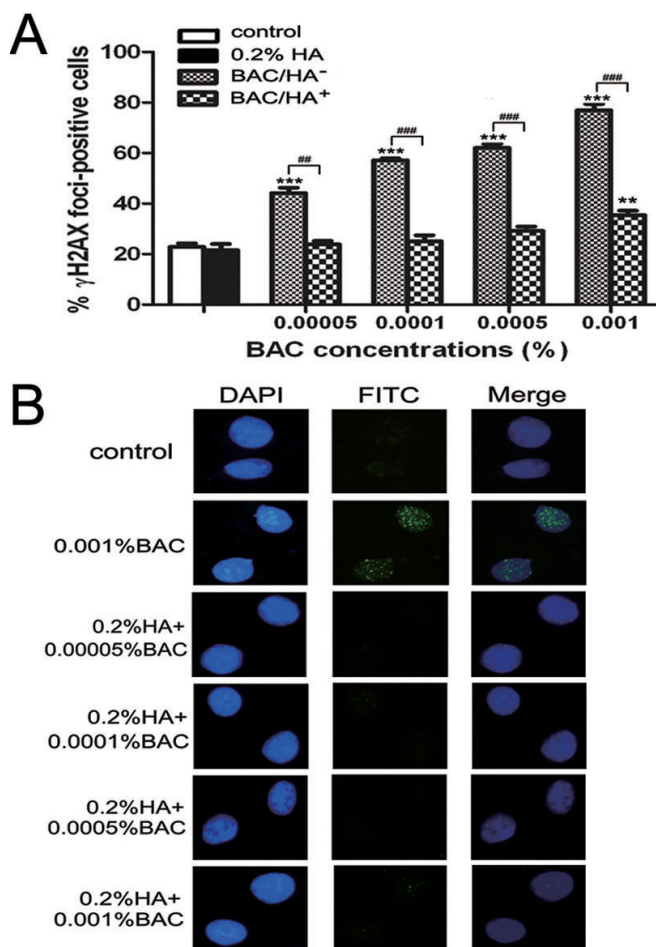 A
control
0.2% HA
BAC/HA-
BAC/HA+
% γH2AX foci-positive cells
100
80
60
40
20
0
***
##
***
###
***
###
***
###
**
0.00005 0.0001 0.0005 0.001
BAC concentrations (%)
B
DAPI FITC Merge
control
0.001%BAC
0.2%HA+
0.00005%BAC
0.2%HA+
0.0001%BAC
0.2%HA+
0.0005%BAC
0.2%HA+
0.001%BAC